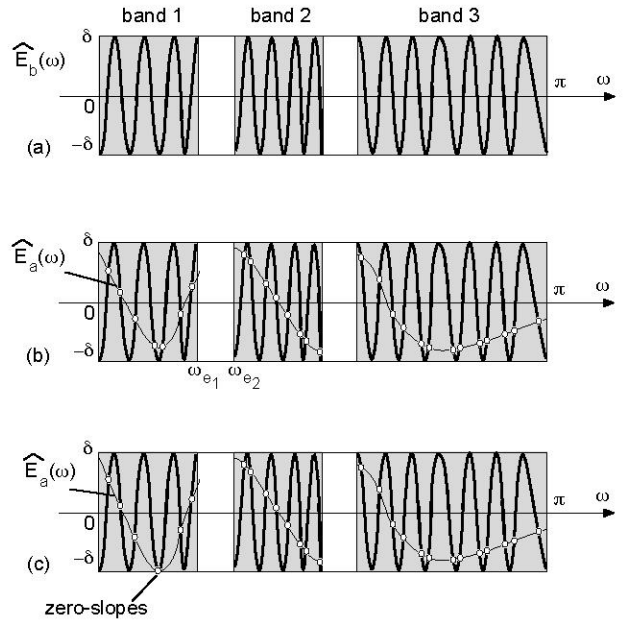 band 1 band 2 band 3
δ
Ê_b(ω)
π ω
0
−δ
(a)
δ
Ê_a(ω)
π ω
0
−δ
(b)
ω_e₁ ω_e₂
δ
Ê_a(ω)
π ω
0
−δ
(c)
zero-slopes